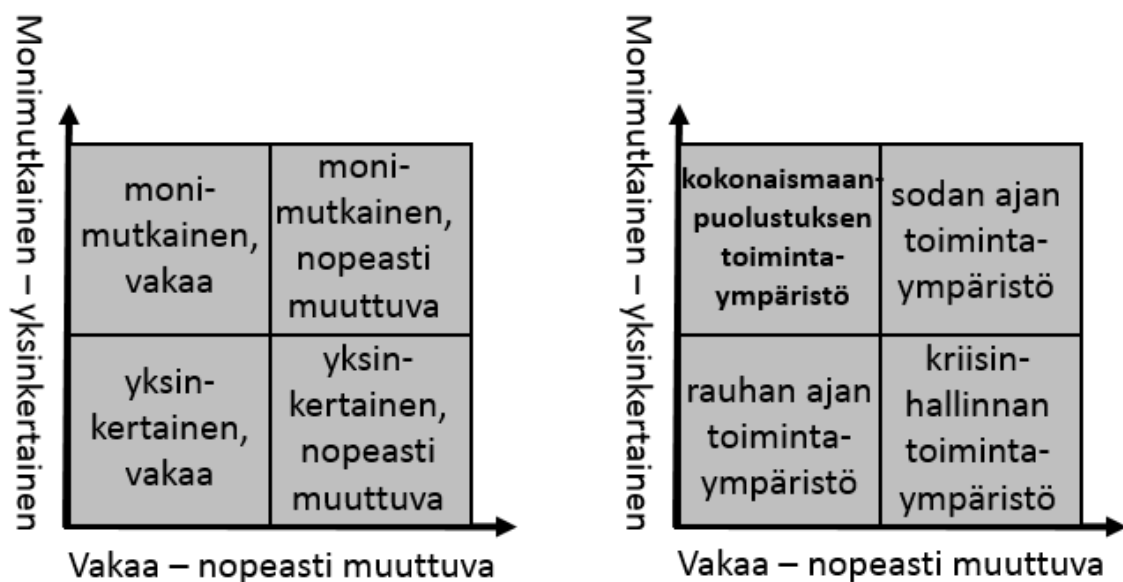 Monimutkainen – yksinkertainen
moni-
mutkainen,
vakaa
moni-
mutkainen,
nopeasti
muuttuva
yksin-
kertainen,
vakaa
yksin-
kertainen,
nopeasti
muuttuva
Vakaa – nopeasti muuttuva
Monimutkainen – yksinkertainen
kokonaismaan-
puolustuksen
toiminta-
ympäristö
sodan ajan
toiminta-
ympäristö
rauhan ajan
toiminta-
ympäristö
kriisin-
hallinnan
toiminta-
ympäristö
Vakaa – nopeasti muuttuva